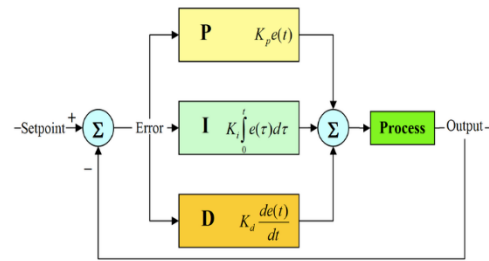 P K_p e(t)
+
Setpoint Σ Error I K_i ∫_0^t e(τ)dτ Σ Process Output
−
D K_d de(t)/dt